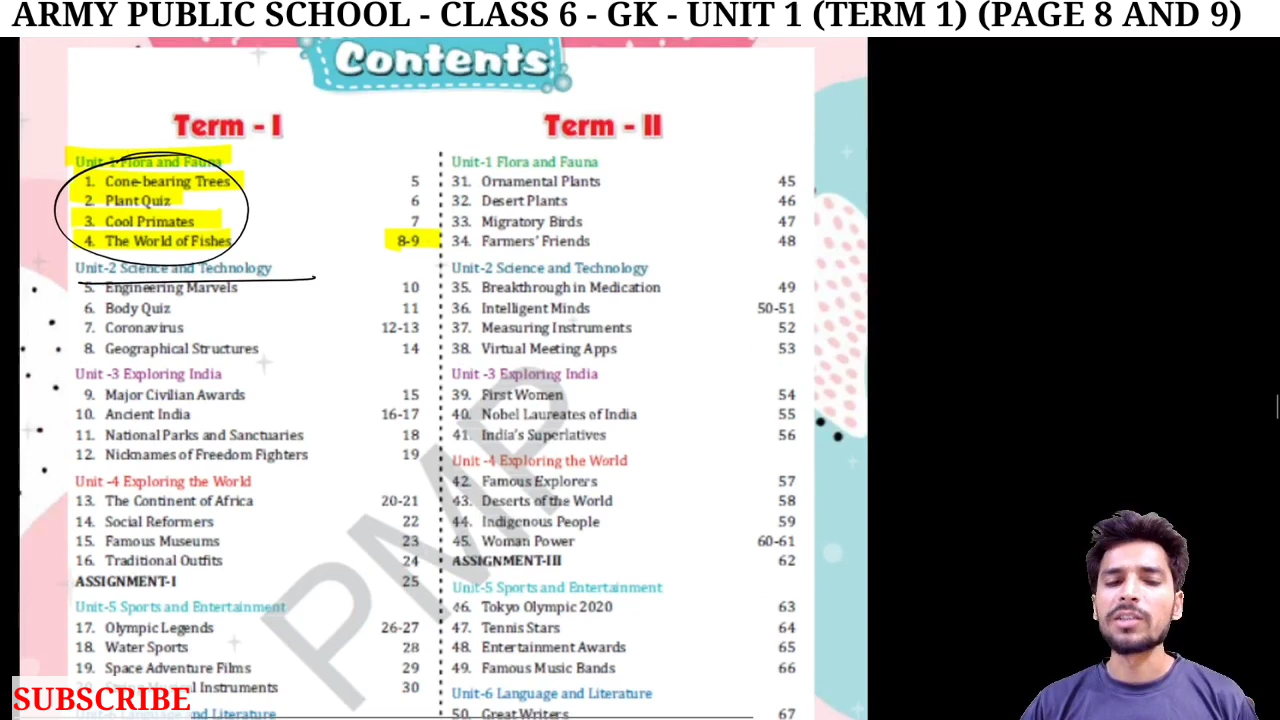 ARMY PUBLIC SCHOOL - CLASS 6 - GK - UNIT 1 (TERM 1) (PAGE 8 AND 9)
Contents
Term - I
Unit-1 Flora and Fauna
1. Cone-bearing Trees 5
2. Plant Quiz 6
3. Cool Primates 7
4. The World of Fishes 8-9
Unit-2 Science and Technology
5. Engineering Marvels 10
6. Body Quiz 11
7. Coronavirus 12-13
8. Geographical Structures 14
Unit -3 Exploring India
9. Major Civilian Awards 15
10. Ancient India 16-17
11. National Parks and Sanctuaries 18
12. Nicknames of Freedom Fighters 19
Unit -4 Exploring the World
13. The Continent of Africa 20-21
14. Social Reformers 22
15. Famous Museums 23
16. Traditional Outfits 24
ASSIGNMENT-I 25
Unit-5 Sports and Entertainment
17. Olympic Legends 26-27
18. Water Sports 28
19. Space Adventure Films 29
Instruments 30
Language and Literature
Term - II
Unit-1 Flora and Fauna
31. Ornamental Plants 45
32. Desert Plants 46
33. Migratory Birds 47
34. Farmers' Friends 48
Unit-2 Science and Technology
35. Breakthrough in Medication 49
36. Intelligent Minds 50-51
37. Measuring Instruments 52
38. Virtual Meeting Apps 53
Unit -3 Exploring India
39. First Women 54
40. Nobel Laureates of India 55
41. India's Superlatives 56
Unit -4 Exploring the World
42. Famous Explorers 57
43. Deserts of the World 58
44. Indigenous People 59
45. Woman Power 60-61
ASSIGNMENT-III 62
Unit-5 Sports and Entertainment
46. Tokyo Olympic 2020 63
47. Tennis Stars 64
48. Entertainment Awards 65
49. Famous Music Bands 66
Unit-6 Language and Literature
50. Great Writers 67
PMP
SUBSCRIBE